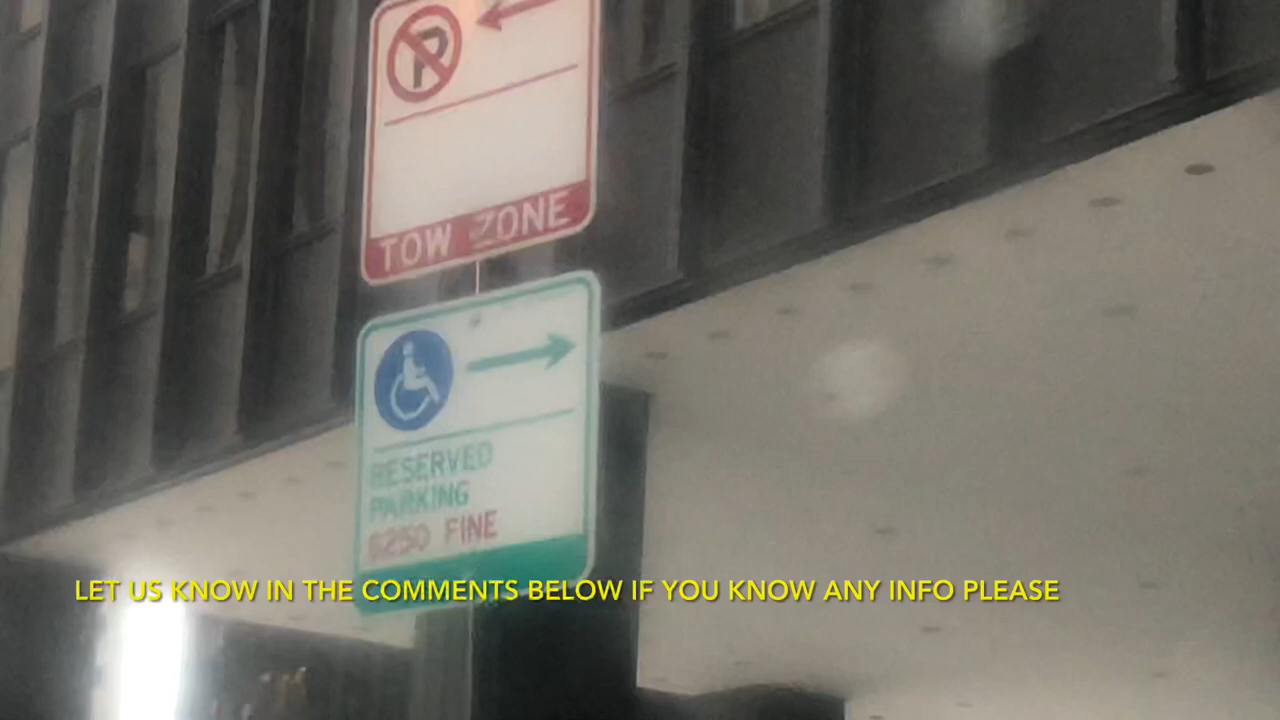 P
TOW ZONE
RESERVED
PARKING
$250 FINE
LET US KNOW IN THE COMMENTS BELOW IF YOU KNOW ANY INFO PLEASE